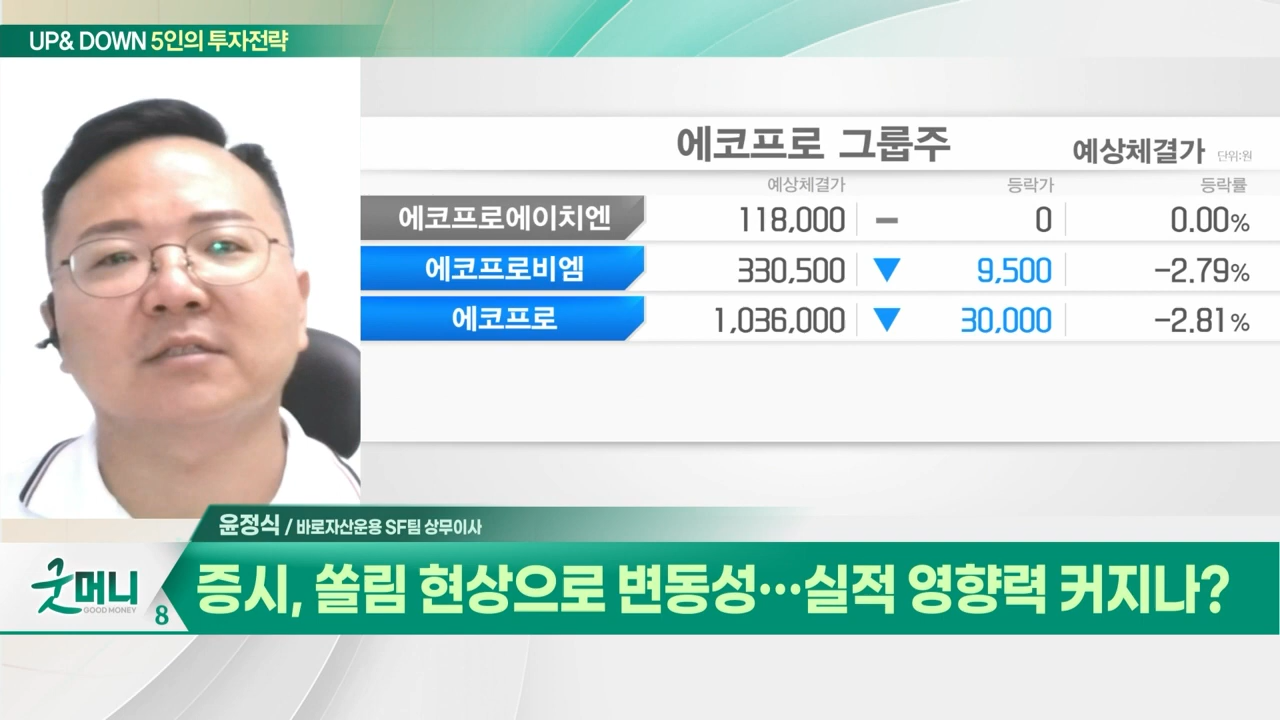 UP& DOWN 5인의 투자전략
에코프로 그룹주 예상체결가 단위:원
예상체결가 등락가 등락률
에코프로에이치엔 118,000 - 0 0.00%
에코프로비엠 330,500 ▼ 9,500 -2.79%
에코프로 1,036,000 ▼ 30,000 -2.81%
윤정식 / 바로자산운용 SF팀 상무이사
굿머니 GOOD MONEY 8
증시, 쏠림 현상으로 변동성…실적 영향력 커지나?